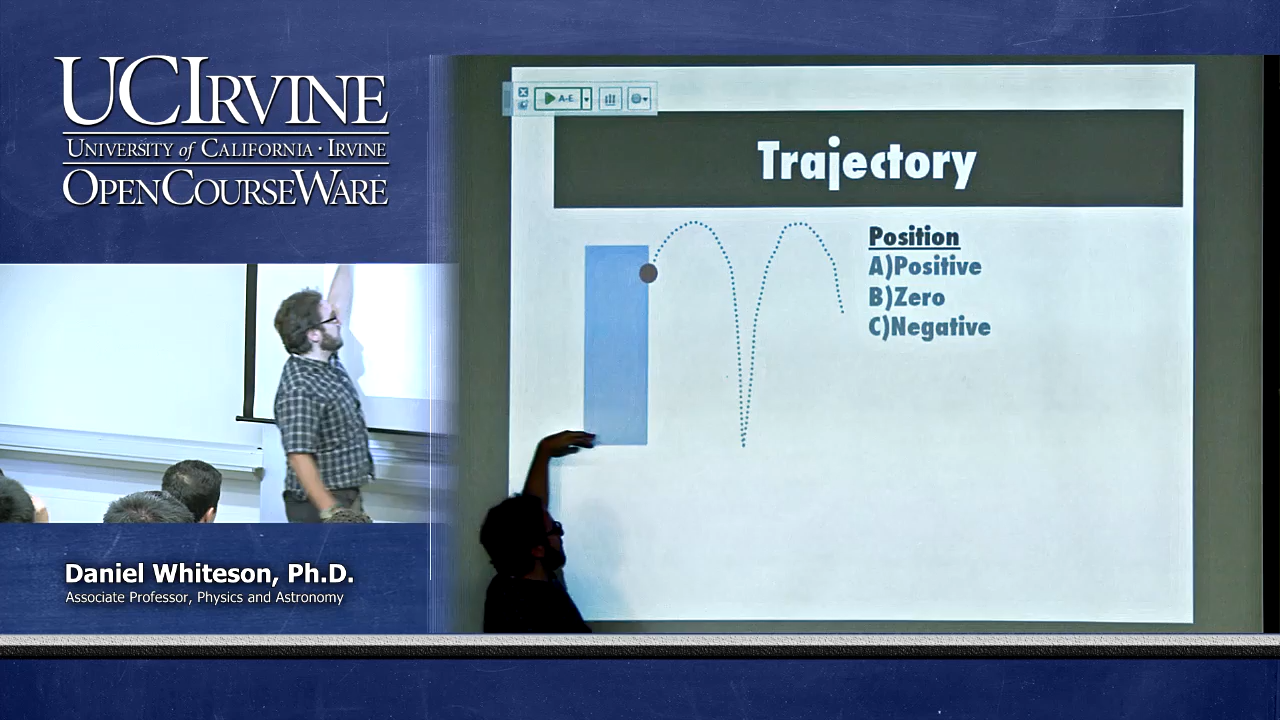 UCIRVINE
UNIVERSITY of CALIFORNIA · IRVINE
OPENCOURSEWARE
A-E
Trajectory
Position
A)Positive
B)Zero
C)Negative
Daniel Whiteson, Ph.D.
Associate Professor, Physics and Astronomy